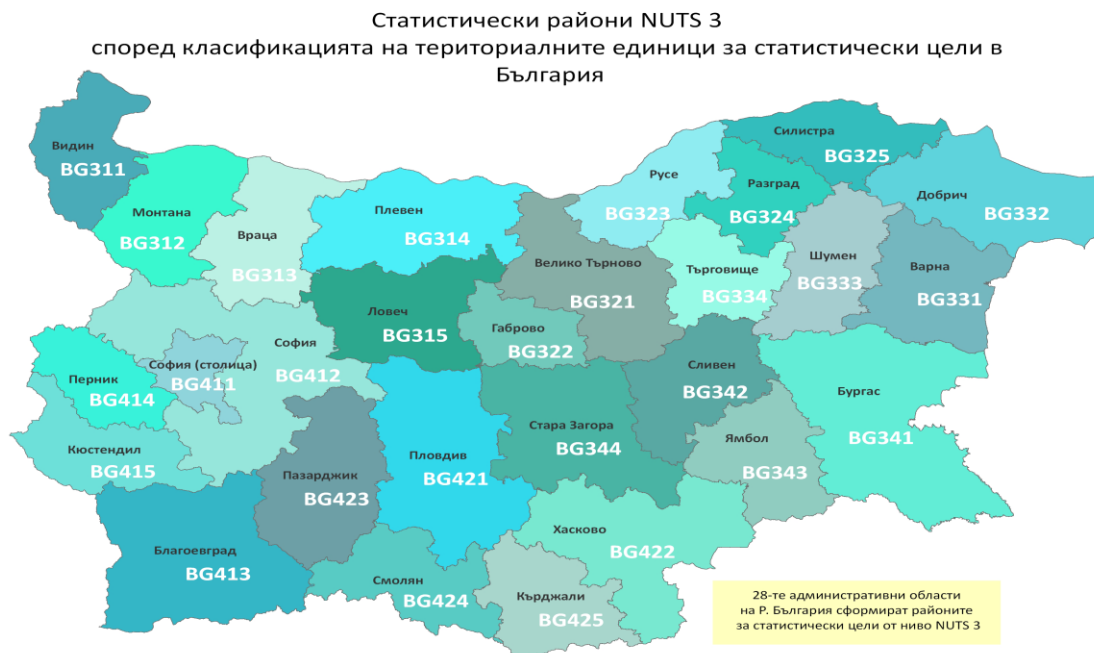 Статистически райони NUTS 3
според класификацията на териториалните единици за статистически цели в
България
Видин
BG311
Монтана
BG312
Враца
BG313
Плевен
BG314
Ловеч
BG315
Велико Търново
BG321
Габрово
BG322
Русе
BG323
Разград
BG324
Силистра
BG325
Добрич
BG332
Шумен
BG333
Варна
BG331
Търговище
BG334
София
BG412
София (столица)
BG411
Перник
BG414
Кюстендил
BG415
Благоевград
BG413
Пазарджик
BG423
Пловдив
BG421
Стара Загора
BG344
Сливен
BG342
Ямбол
BG343
Бургас
BG341
Хасково
BG422
Смолян
BG424
Кърджали
BG425
28-те административни области
на Р. България сформират районите
за статистически цели от ниво NUTS 3